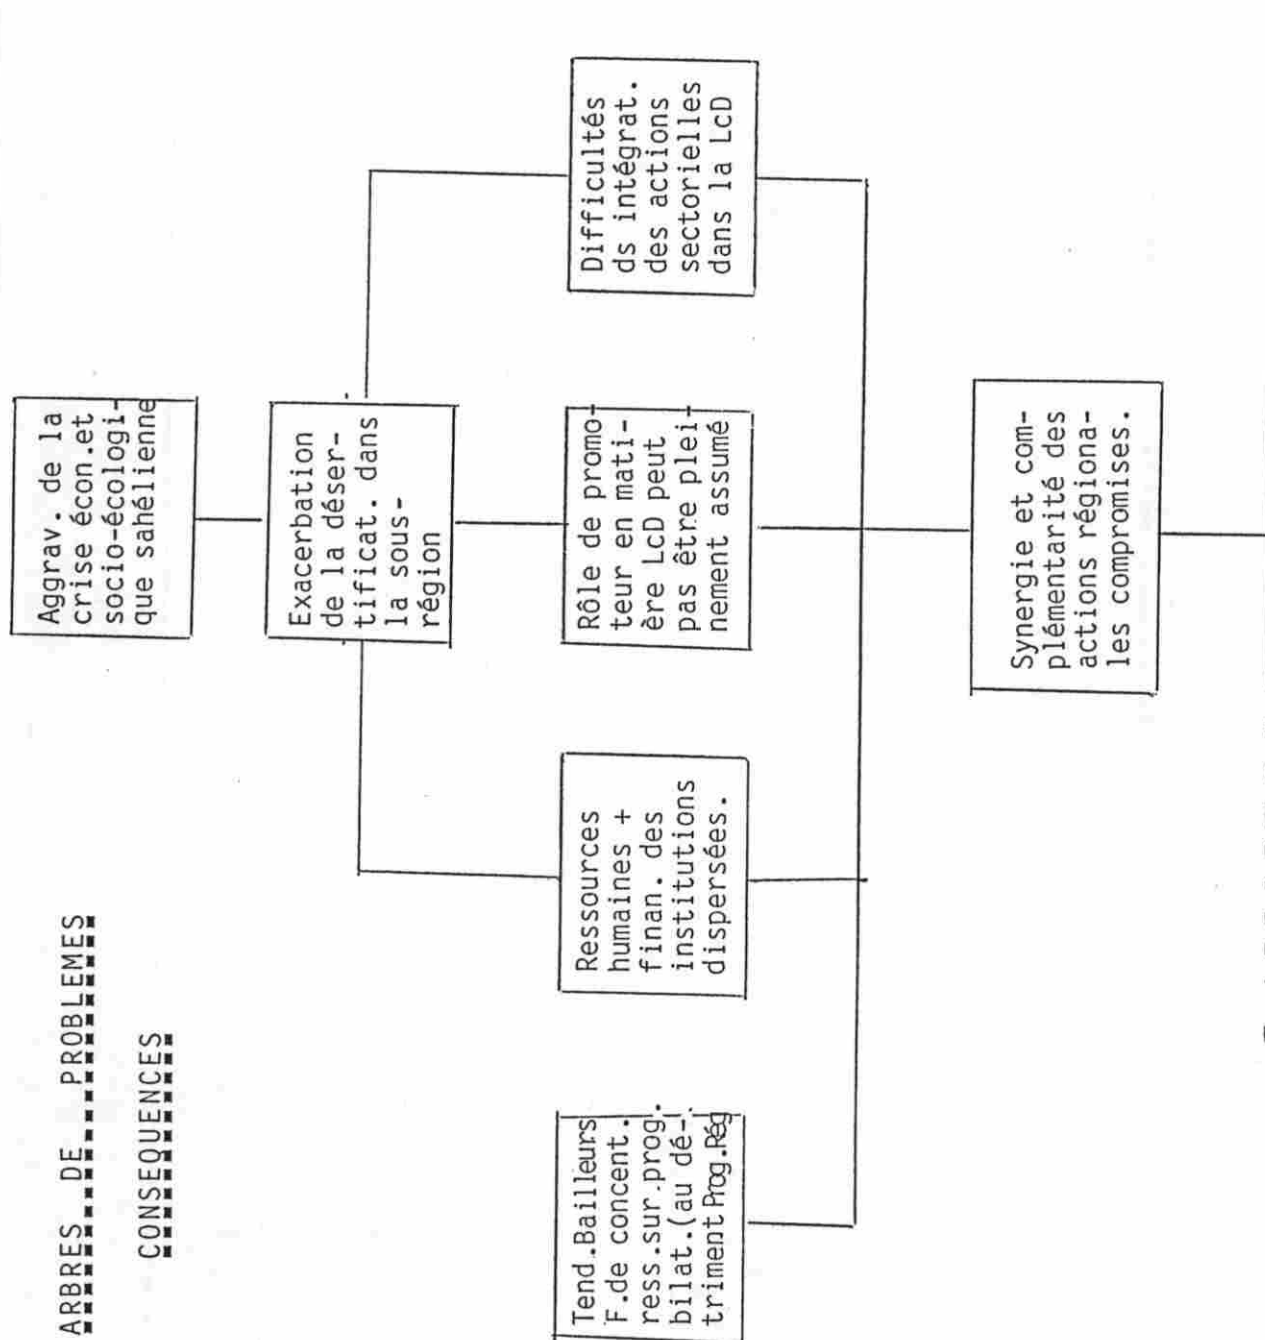 ARBRES DE PROBLEMES
CONSEQUENCES
Aggrav. de la
crise écon.et
socio-écologi-
que sahélienne
Exacerbation
de la déser-
tificat. dans
la sous-
région
Tend.Bailleurs
F.de concent.
ress.sur.prog.
bilat.(au dé-
triment Prog.Rég
Ressources
humaines +
finan. des
institutions
dispersées.
Rôle de promo-
teur en mati-
ère LcD peut
pas être plei-
nement assumé
Difficultés
ds intégrat.
des actions
sectorielles
dans la LcD
Synergie et com-
plémentarité des
actions régiona-
les compromises.